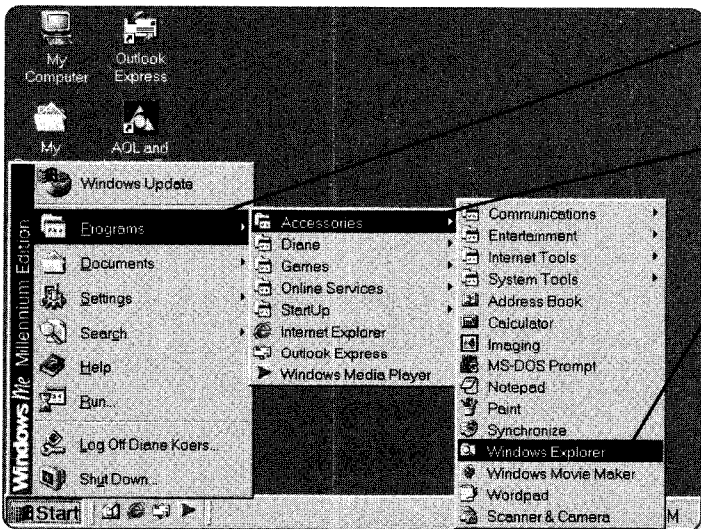 My Computer
Outlook Express
My
AOL and
Windows Me Millennium Edition
Windows Update
Programs
Documents
Settings
Search
Help
Run...
Log Off Diane Koers...
Shut Down...
Accessories
Diane
Games
Online Services
StartUp
Internet Explorer
Outlook Express
Windows Media Player
Communications
Entertainment
Internet Tools
System Tools
Address Book
Calculator
Imaging
MS-DOS Prompt
Notepad
Paint
Synchronize
Windows Explorer
Windows Movie Maker
Wordpad
Scanner & Camera
Start
M